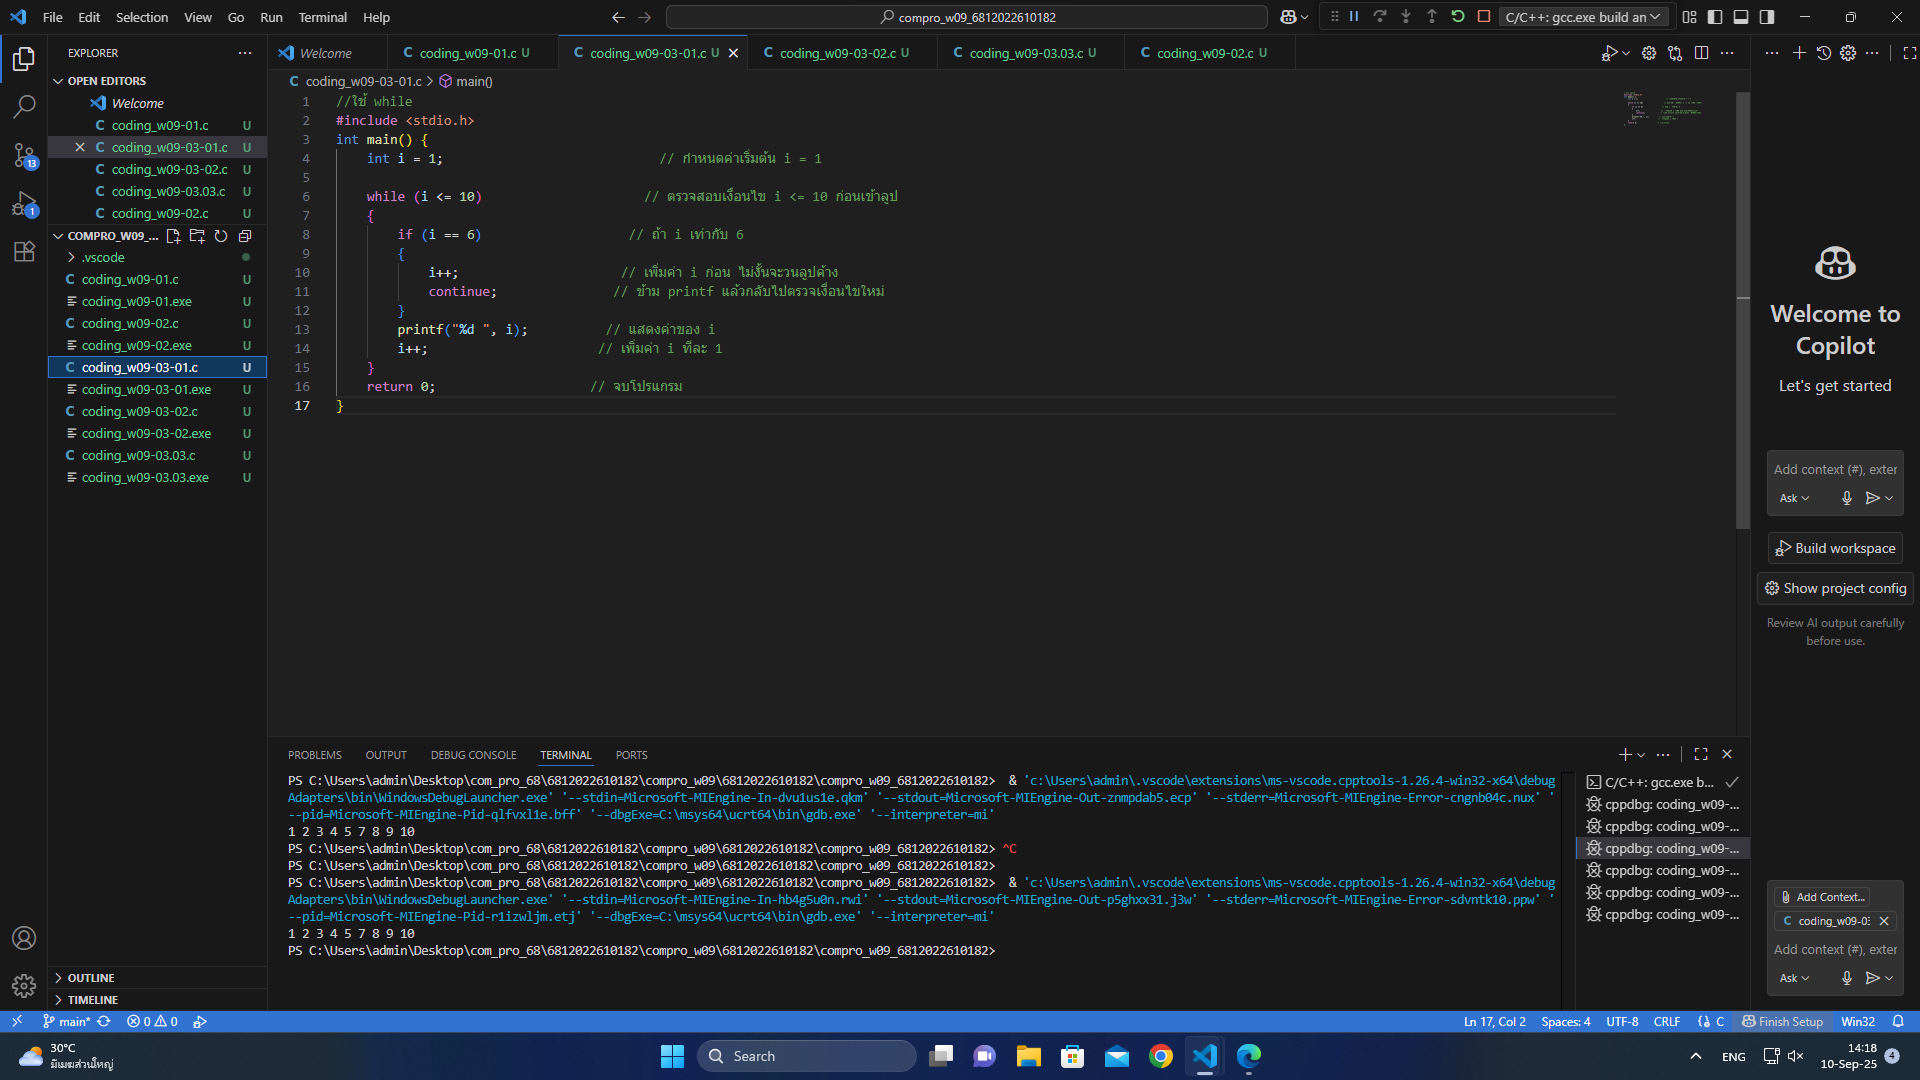 File Edit Selection View Go Run Terminal Help
compro_w09_6812022610182
C/C++: gcc.exe build an
EXPLORER
OPEN EDITORS
Welcome
C coding_w09-01.c U
C coding_w09-03-01.c U
C coding_w09-03-02.c U
C coding_w09-03.03.c U
C coding_w09-02.c U
COMPRO_W09_...
.vscode
C coding_w09-01.c U
coding_w09-01.exe U
C coding_w09-02.c U
coding_w09-02.exe U
C coding_w09-03-01.c U
coding_w09-03-01.exe U
C coding_w09-03-02.c U
coding_w09-03-02.exe U
C coding_w09-03.03.c U
coding_w09-03.03.exe U
OUTLINE
TIMELINE
13
1
Welcome C coding_w09-01.c U C coding_w09-03-01.c U C coding_w09-03-02.c U C coding_w09-03.03.c U C coding_w09-02.c U
C coding_w09-03-01.c > main()
1 //ใช้ while
2 #include <stdio.h>
3 int main() {
4 int i = 1; // กำหนดค่าเริ่มต้น i = 1
5
6 while (i <= 10) // ตรวจสอบเงื่อนไข i <= 10 ก่อนเข้าลูป
7 {
8 if (i == 6) // ถ้า i เท่ากับ 6
9 {
10 i++; // เพิ่มค่า i ก่อน ไม่งั้นจะวนลูปค้าง
11 continue; // ข้าม printf แล้วกลับไปตรวจเงื่อนไขใหม่
12 }
13 printf("%d ", i); // แสดงค่าของ i
14 i++; // เพิ่มค่า i ทีละ 1
15 }
16 return 0; // จบโปรแกรม
17 }
PROBLEMS OUTPUT DEBUG CONSOLE TERMINAL PORTS
PS C:\Users\admin\Desktop\com_pro_68\6812022610182\compro_w09\6812022610182\compro_w09_6812022610182> & 'c:\Users\admin\.vscode\extensions\ms-vscode.cpptools-1.26.4-win32-x64\debug
Adapters\bin\WindowsDebugLauncher.exe' '--stdin=Microsoft-MIEngine-In-dvu1us1e.qkm' '--stdout=Microsoft-MIEngine-Out-znmpdab5.ecp' '--stderr=Microsoft-MIEngine-Error-cngnb04c.nux' '
--pid=Microsoft-MIEngine-Pid-qlfvxl1e.bff' '--dbgExe=C:\msys64\ucrt64\bin\gdb.exe' '--interpreter=mi'
1 2 3 4 5 7 8 9 10
PS C:\Users\admin\Desktop\com_pro_68\6812022610182\compro_w09\6812022610182\compro_w09_6812022610182> ^C
PS C:\Users\admin\Desktop\com_pro_68\6812022610182\compro_w09\6812022610182\compro_w09_6812022610182>
PS C:\Users\admin\Desktop\com_pro_68\6812022610182\compro_w09\6812022610182\compro_w09_6812022610182> & 'c:\Users\admin\.vscode\extensions\ms-vscode.cpptools-1.26.4-win32-x64\debug
Adapters\bin\WindowsDebugLauncher.exe' '--stdin=Microsoft-MIEngine-In-hb4g5u0n.rwi' '--stdout=Microsoft-MIEngine-Out-p5ghxx31.j3w' '--stderr=Microsoft-MIEngine-Error-sdvntk10.ppw' '
--pid=Microsoft-MIEngine-Pid-r1izwljm.etj' '--dbgExe=C:\msys64\ucrt64\bin\gdb.exe' '--interpreter=mi'
1 2 3 4 5 7 8 9 10
PS C:\Users\admin\Desktop\com_pro_68\6812022610182\compro_w09\6812022610182\compro_w09_6812022610182>
C/C++: gcc.exe b...
cppdbg: coding_w09-...
cppdbg: coding_w09-...
cppdbg: coding_w09-...
cppdbg: coding_w09-...
cppdbg: coding_w09-...
cppdbg: coding_w09-...
Welcome to
Copilot
Let's get started
Add context (#), exter
Ask
Build workspace
Show project config
Review AI output carefully
before use.
Add Context...
C coding_w09-03
Add context (#), exter
Ask
main* 0 0 Ln 17, Col 2 Spaces: 4 UTF-8 CRLF {} C Finish Setup Win32
30°C
มีเมฆส่วนใหญ่
Search
ENG
14:18
10-Sep-25
4